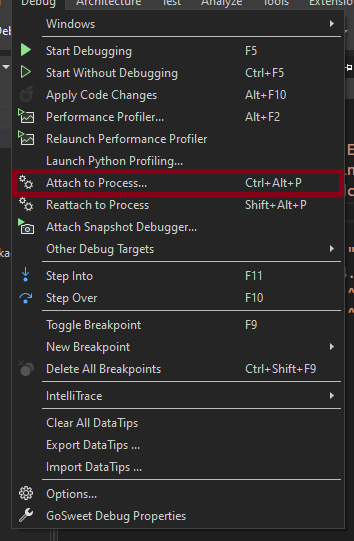 Debug Architecture Test Analyze Tools Extensio
Windows
Start Debugging F5
Start Without Debugging Ctrl+F5
Apply Code Changes Alt+F10
Performance Profiler... Alt+F2
Relaunch Performance Profiler
Launch Python Profiling...
Attach to Process... Ctrl+Alt+P
Reattach to Process Shift+Alt+P
Attach Snapshot Debugger...
Other Debug Targets
Step Into F11
Step Over F10
Toggle Breakpoint F9
New Breakpoint
Delete All Breakpoints Ctrl+Shift+F9
IntelliTrace
Clear All DataTips
Export DataTips ...
Import DataTips ...
Options...
GoSweet Debug Properties